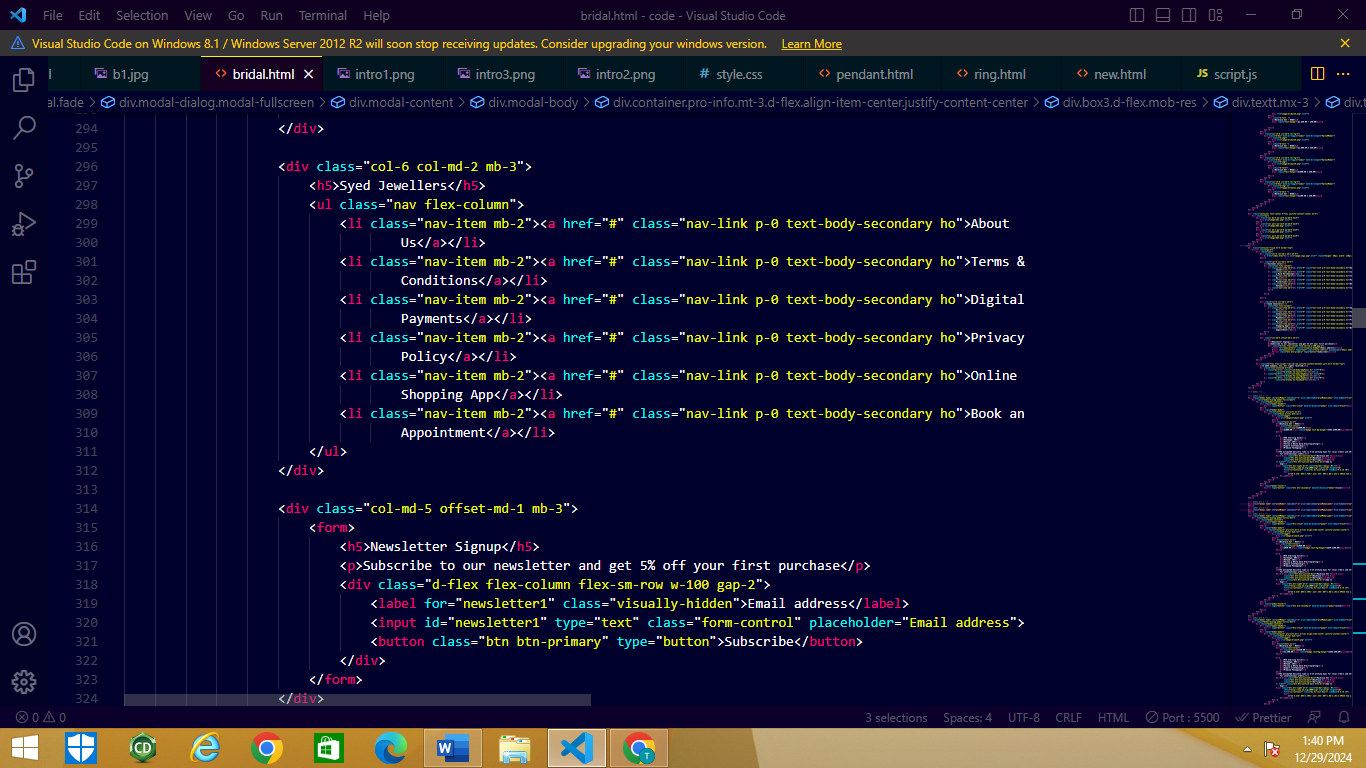 File Edit Selection View Go Run Terminal Help bridal.html - code - Visual Studio Code
Visual Studio Code on Windows 8.1 / Windows Server 2012 R2 will soon stop receiving updates. Consider upgrading your windows version. Learn More
b1.jpg bridal.html intro1.png intro3.png intro2.png # style.css pendant.html ring.html new.html JS script.js
al.fade > div.modal-dialog.modal-fullscreen > div.modal-content > div.modal-body > div.container.pro-info.mt-3.d-flex.align-item-center.justify-content-center > div.box3.d-flex.mob-res > div.textt.mx-3 >
294 </div>
295
296 <div class="col-6 col-md-2 mb-3">
297 <h5>Syed Jewellers</h5>
298 <ul class="nav flex-column">
299 <li class="nav-item mb-2"><a href="#" class="nav-link p-0 text-body-secondary ho">About
300 Us</a></li>
301 <li class="nav-item mb-2"><a href="#" class="nav-link p-0 text-body-secondary ho">Terms &
302 Conditions</a></li>
303 <li class="nav-item mb-2"><a href="#" class="nav-link p-0 text-body-secondary ho">Digital
304 Payments</a></li>
305 <li class="nav-item mb-2"><a href="#" class="nav-link p-0 text-body-secondary ho">Privacy
306 Policy</a></li>
307 <li class="nav-item mb-2"><a href="#" class="nav-link p-0 text-body-secondary ho">Online
308 Shopping App</a></li>
309 <li class="nav-item mb-2"><a href="#" class="nav-link p-0 text-body-secondary ho">Book an
310 Appointment</a></li>
311 </ul>
312 </div>
313
314 <div class="col-md-5 offset-md-1 mb-3">
315 <form>
316 <h5>Newsletter Signup</h5>
317 <p>Subscribe to our newsletter and get 5% off your first purchase</p>
318 <div class="d-flex flex-column flex-sm-row w-100 gap-2">
319 <label for="newsletter1" class="visually-hidden">Email address</label>
320 <input id="newsletter1" type="text" class="form-control" placeholder="Email address">
321 <button class="btn btn-primary" type="button">Subscribe</button>
322 </div>
323 </form>
324 </div>
0 0 3 selections Spaces: 4 UTF-8 CRLF HTML Port : 5500 Prettier
CD W T 1:40 PM
12/29/2024